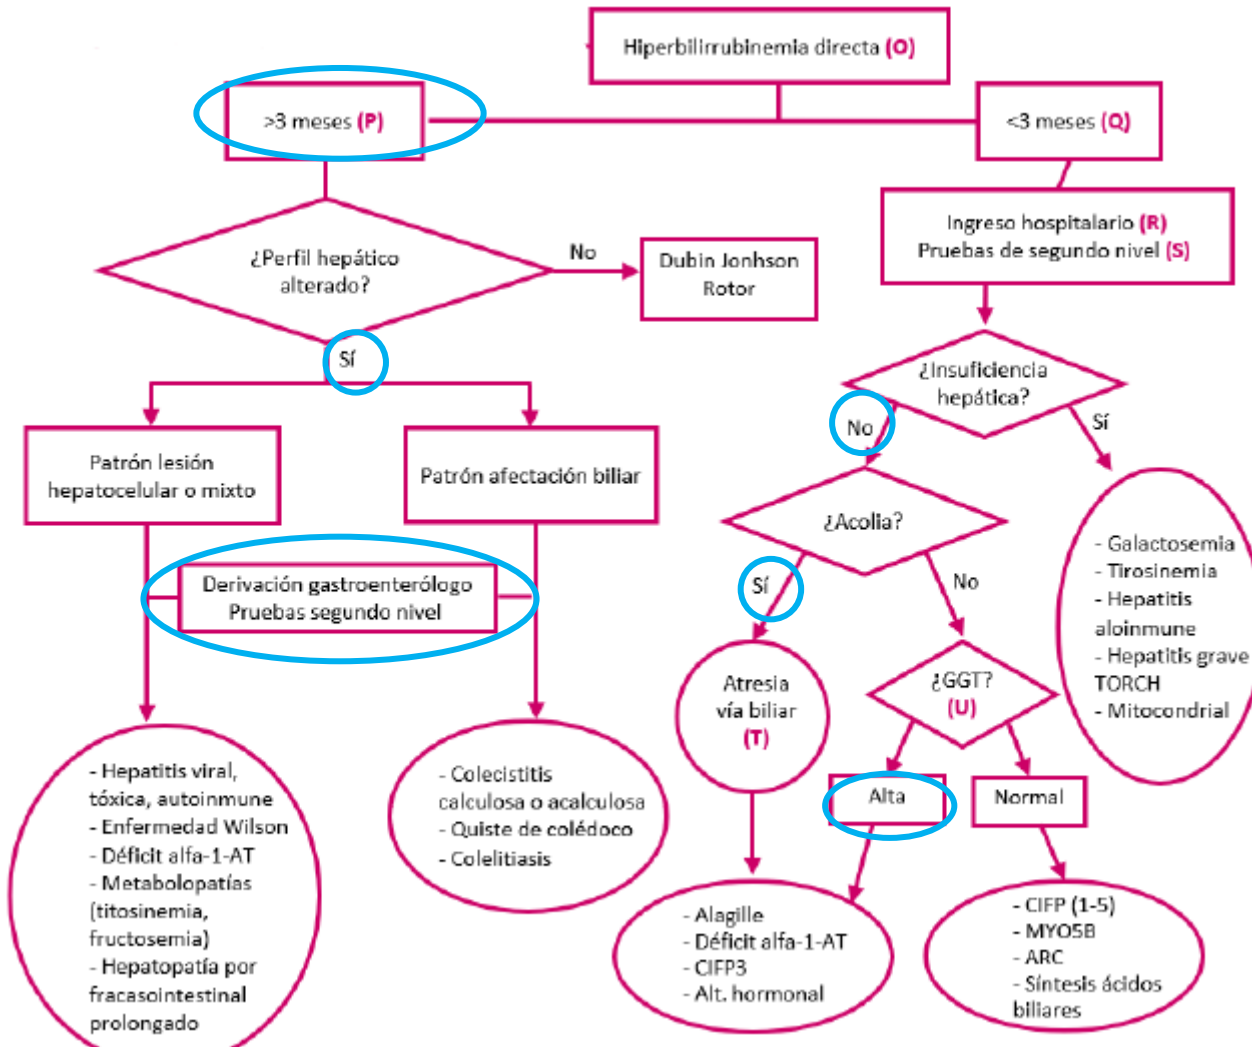 Hiperbilirrubinemia directa (O)
>3 meses (P)
<3 meses (Q)
Ingreso hospitalario (R)
Pruebas de segundo nivel (S)
¿Perfil hepático
alterado?
No
Dubin Jonhson
Rotor
Sí
¿Insuficiencia
hepática?
No
Sí
Patrón lesión
hepatocelular o mixto
Patrón afectación biliar
¿Acolia?
Derivación gastroenterólogo
Pruebas segundo nivel
Sí
No
- Galactosemia
- Tirosinemia
- Hepatitis
aloinmune
- Hepatitis grave
TORCH
- Mitocondrial
Atresia
vía biliar
(T)
¿GGT?
(U)
Alta
Normal
- Hepatitis viral,
tóxica, autoinmune
- Enfermedad Wilson
- Déficit alfa-1-AT
- Metabolopatías
(titosinemia,
fructosemia)
- Hepatopatía por
fracasointestinal
prolongado
- Colecistitis
calculosa o acalculosa
- Quiste de colédoco
- Colelitiasis
- Alagille
- Déficit alfa-1-AT
- CIFP3
- Alt. hormonal
- CIFP (1-5)
- MYO5B
- ARC
- Síntesis ácidos
biliares